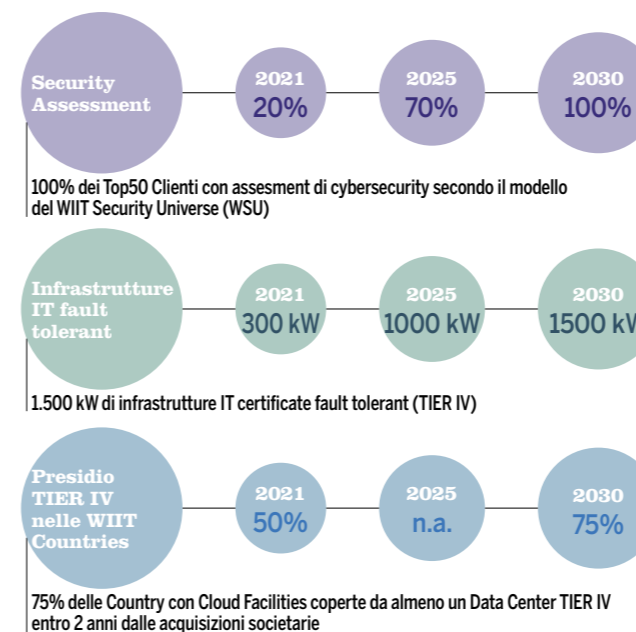 Security
Assessment
2021
20%
2025
70%
2030
100%
100% dei Top50 Clienti con assesment di cybersecurity secondo il modello
del WIIT Security Universe (WSU)
Infrastrutture
IT fault
tolerant
2021
300 kW
2025
1000 kW
2030
1500 kW
1.500 kW di infrastrutture IT certificate fault tolerant (TIER IV)
Presidio
TIER IV
nelle WIIT
Countries
2021
50%
2025
n.a.
2030
75%
75% delle Country con Cloud Facilities coperte da almeno un Data Center TIER IV
entro 2 anni dalle acquisizioni societarie